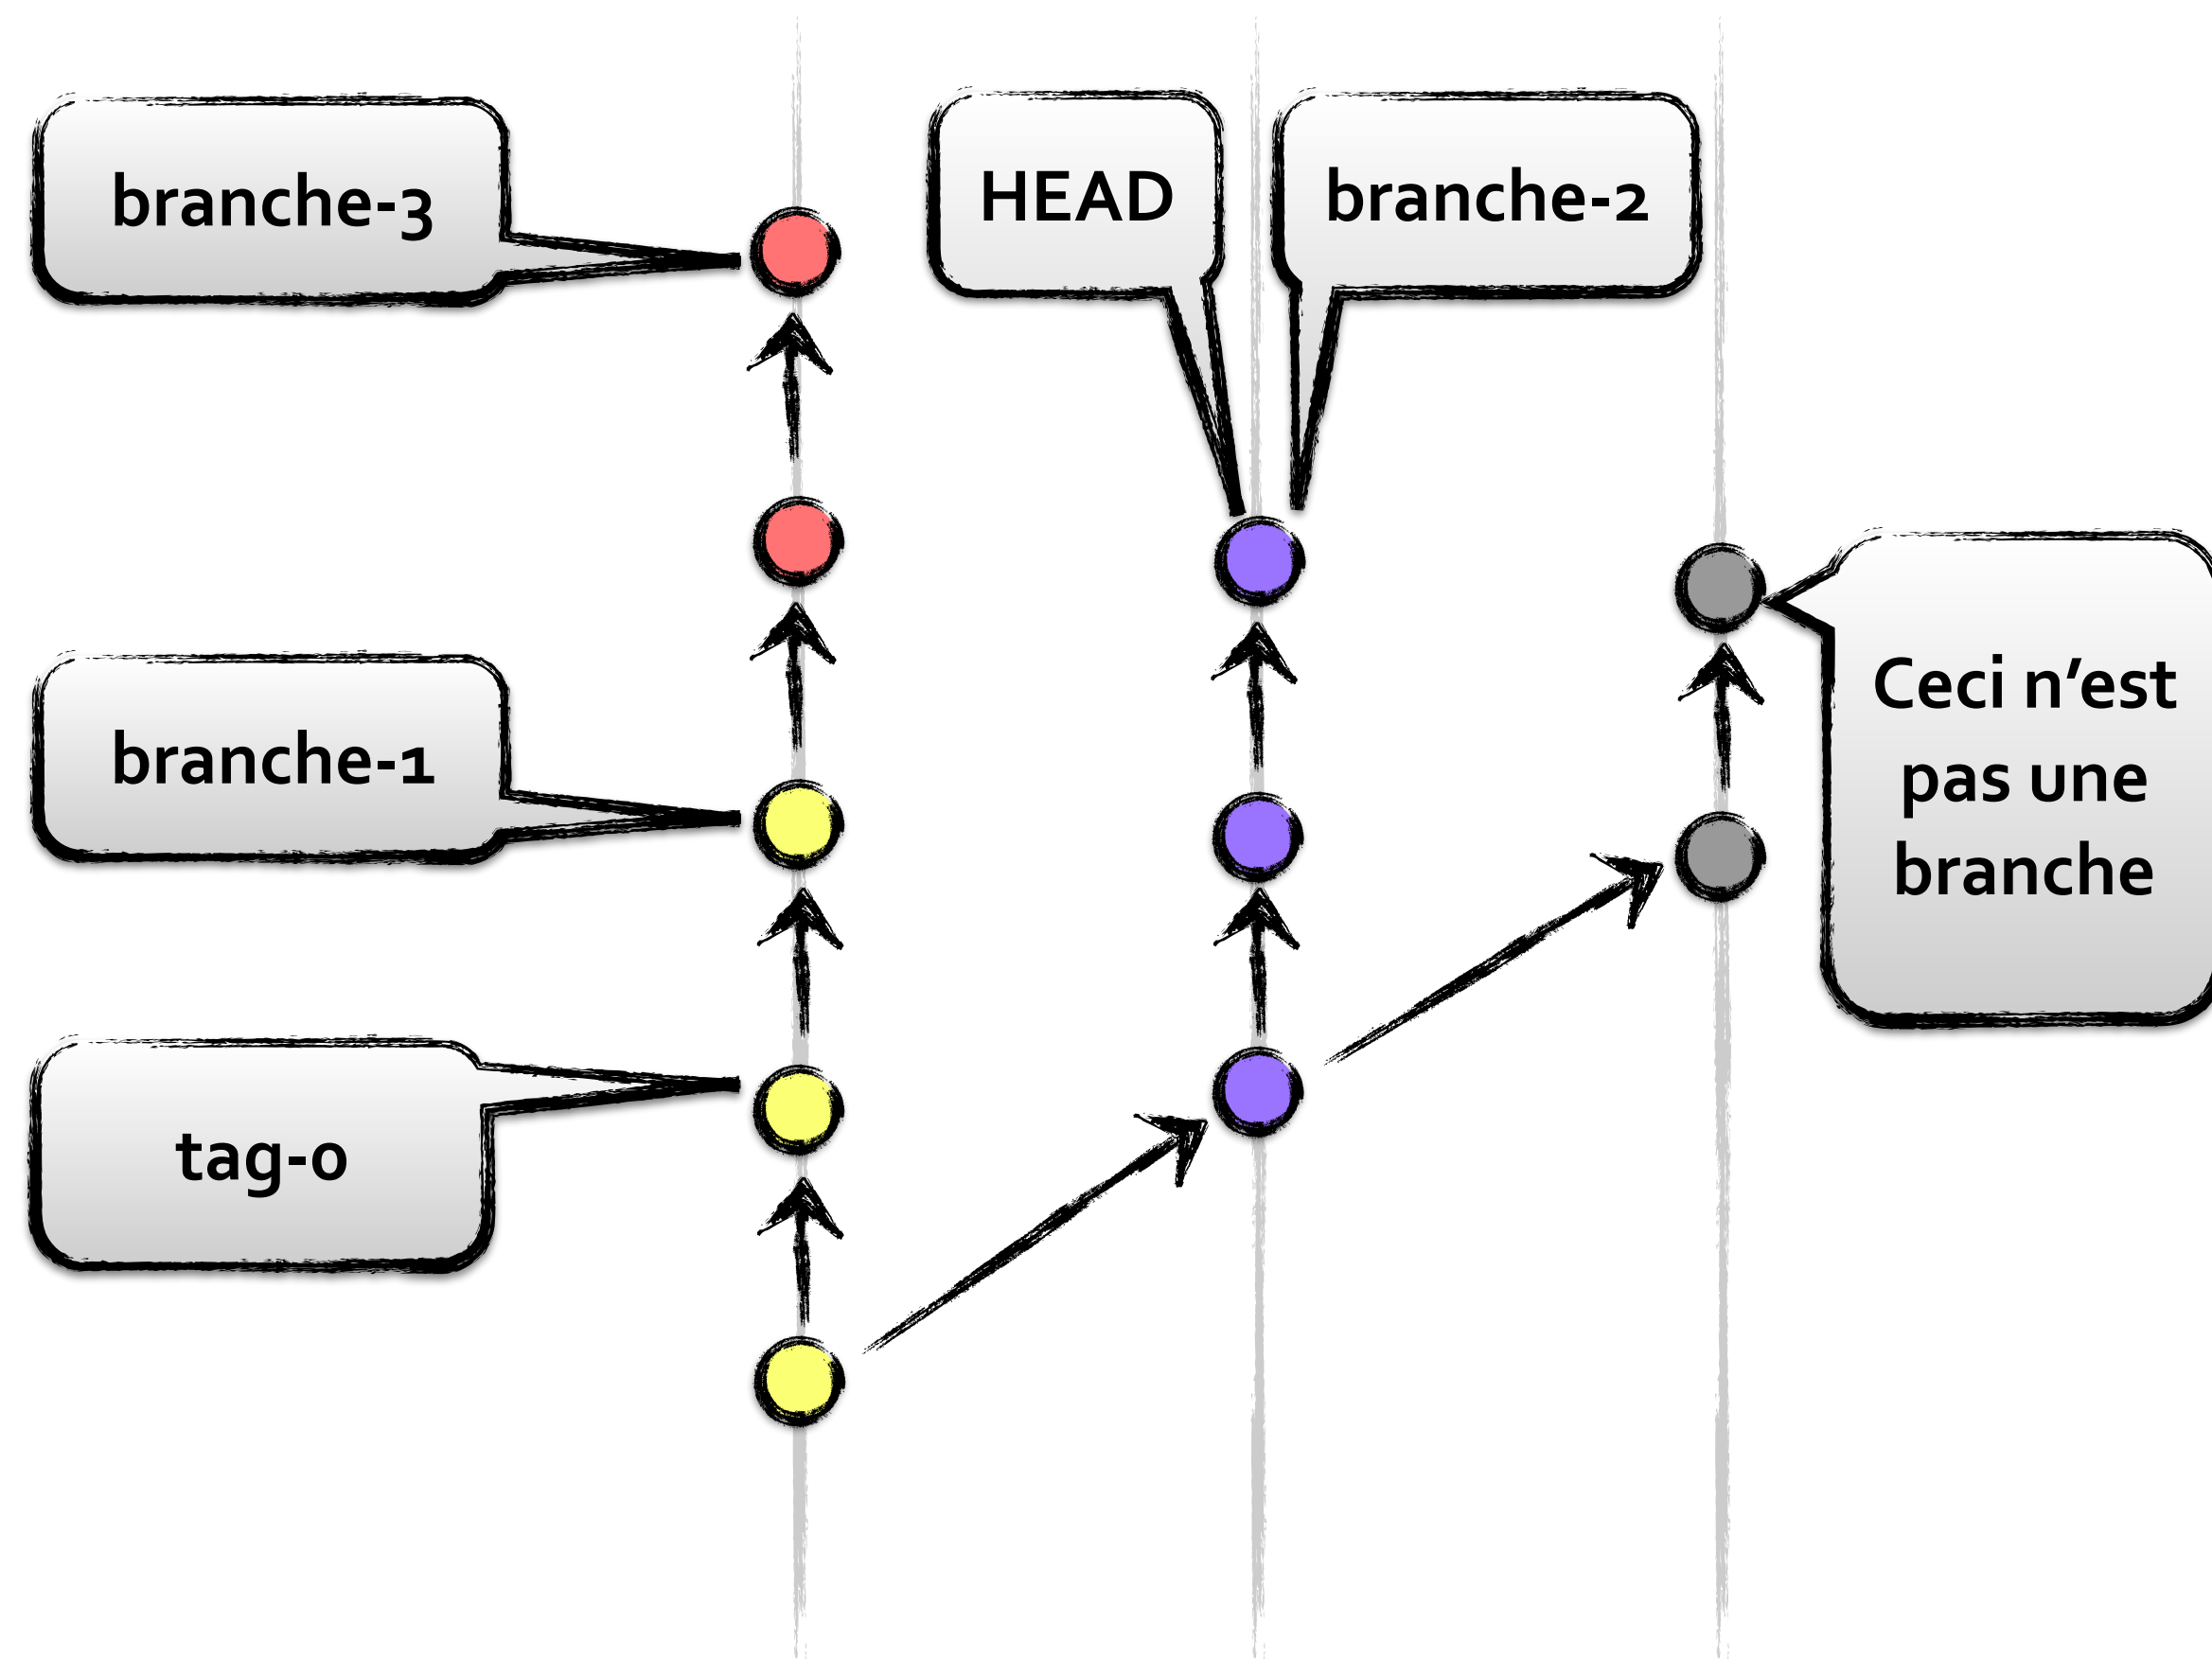 branche-3
HEAD
branche-2
branche-1
Ceci n’est
pas une
branche
tag-0